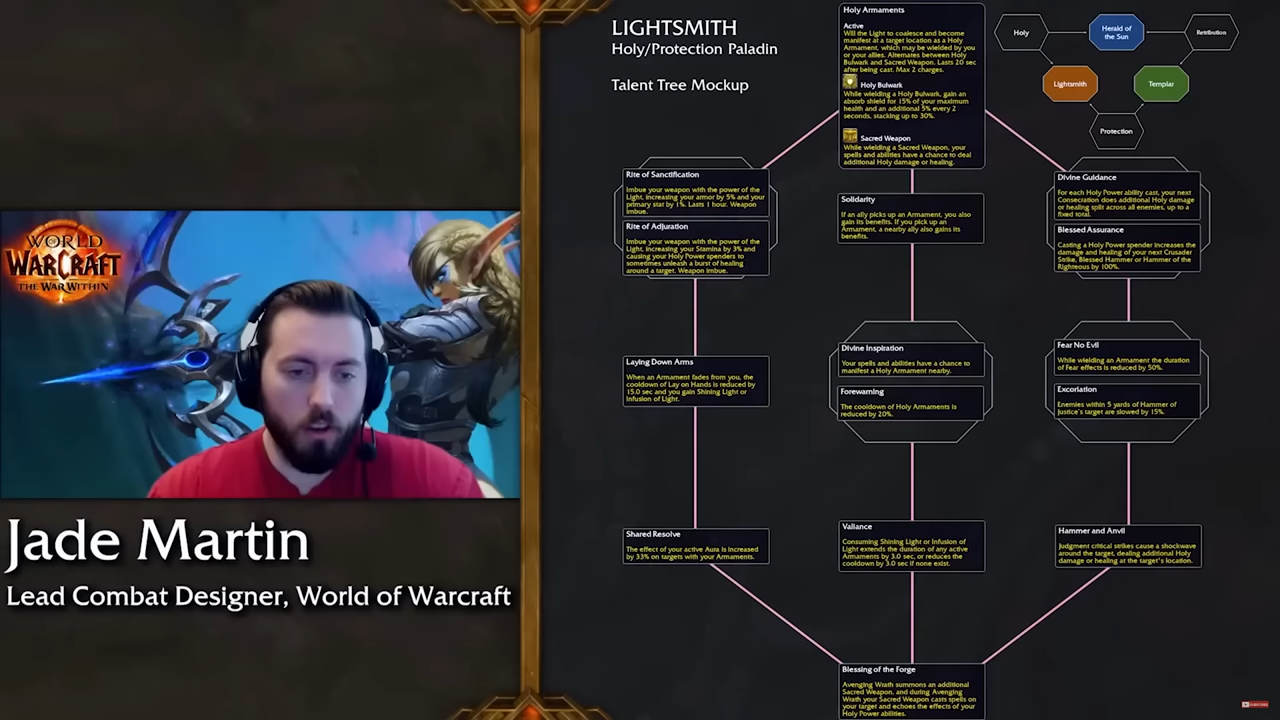 LIGHTSMITH
Holy/Protection Paladin
Talent Tree Mockup
Holy Armaments
Active
Will the Light to coalesce and become
manifest at a target location as a Holy
Armament, which may be wielded by you
or your allies. Alternates between Holy
Bulwark and Sacred Weapon. Lasts 20 sec
after being cast. Max 2 charges.
Holy Bulwark
While wielding a Holy Bulwark, gain an
absorb shield for 15% of your maximum
health and an additional 5% every 2
seconds, stacking up to 30%.
Sacred Weapon
While wielding a Sacred Weapon, your
spells and abilities have a chance to deal
additional Holy damage or healing.
Holy
Herald of
the Sun
Retribution
Lightsmith
Templar
Protection
Rite of Sanctification
Imbue your weapon with the power of the
Light, increasing your armor by 5% and your
primary stat by 1%. Lasts 1 hour. Weapon
imbue.
Rite of Adjuration
Imbue your weapon with the power of the
Light, increasing your Stamina by 3% and
causing your Holy Power spenders to
sometimes unleash a burst of healing
around a target. Weapon imbue.
Solidarity
If an ally picks up an Armament, you also
gain its benefits. If you pick up an
Armament, a nearby ally also gains its
benefits.
Divine Guidance
For each Holy Power ability cast, your next
Consecration does additional Holy damage
or healing split across all enemies, up to a
fixed total.
Blessed Assurance
Casting a Holy Power spender increases the
damage and healing of your next Crusader
Strike, Blessed Hammer or Hammer of the
Righteous by 100%.
Laying Down Arms
When an Armament fades from you, the
cooldown of Lay on Hands is reduced by
15.0 sec and you gain Shining Light or
Infusion of Light.
Divine Inspiration
Your spells and abilities have a chance to
manifest a Holy Armament nearby.
Forewarning
The cooldown of Holy Armaments is
reduced by 20%.
Fear No Evil
While wielding an Armament the duration
of Fear effects is reduced by 50%.
Excoriation
Enemies within 5 yards of Hammer of
Justice's target are slowed by 15%.
Shared Resolve
The effect of your active Aura is increased
by 33% on targets with your Armaments.
Valiance
Consuming Shining Light or Infusion of
Light extends the duration of any active
Armaments by 3.0 sec, or reduces the
cooldown by 3.0 sec if none exist.
Hammer and Anvil
Judgment critical strikes cause a shockwave
around the target, dealing additional Holy
damage or healing at the target's location.
Blessing of the Forge
Avenging Wrath summons an additional
Sacred Weapon, and during Avenging
Wrath your Sacred Weapon casts spells on
your target and echoes the effects of your
Holy Power abilities.
WORLD
OF
WARCRAFT
THE WAR WITHIN
Jade Martin
Lead Combat Designer, World of Warcraft
SUBSCRIBE